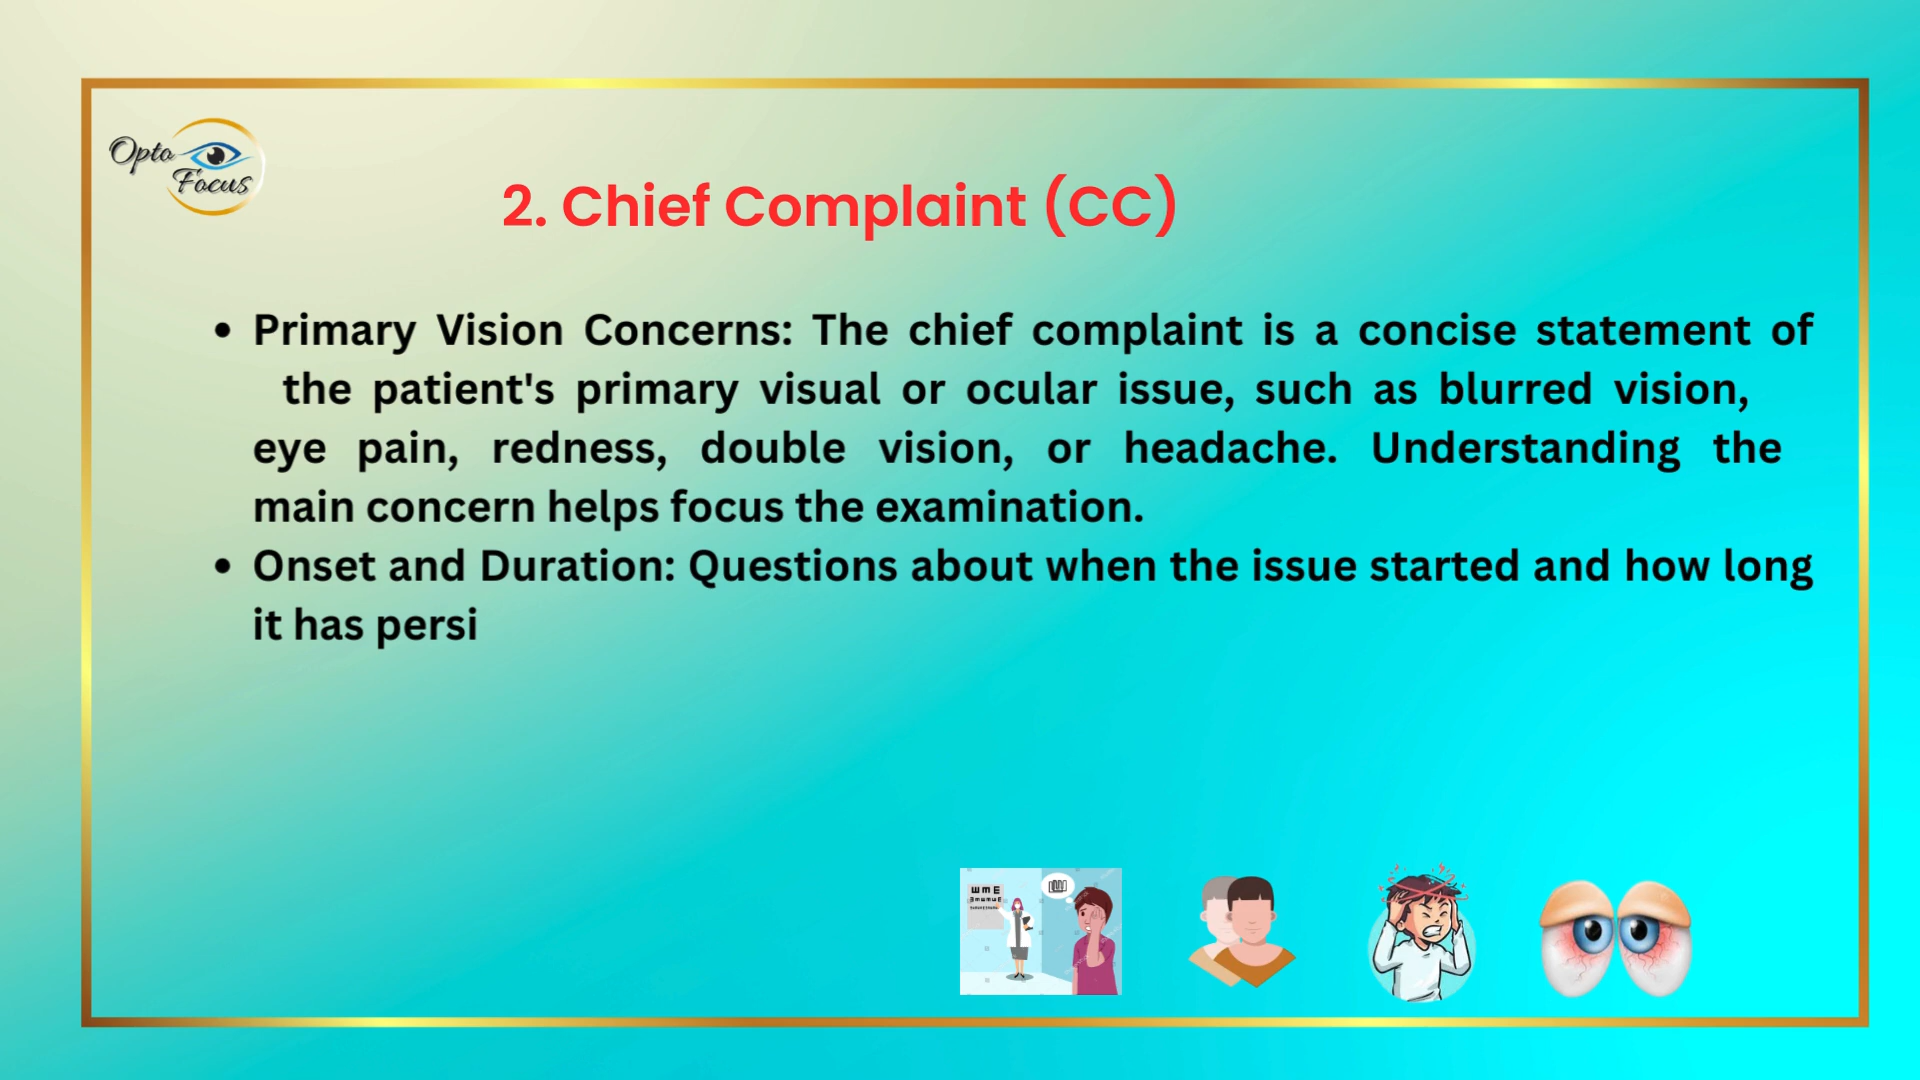 Opto
Focus
2. Chief Complaint (CC)
• Primary Vision Concerns: The chief complaint is a concise statement of
the patient's primary visual or ocular issue, such as blurred vision,
eye pain, redness, double vision, or headache. Understanding the
main concern helps focus the examination.
• Onset and Duration: Questions about when the issue started and how long
it has persi